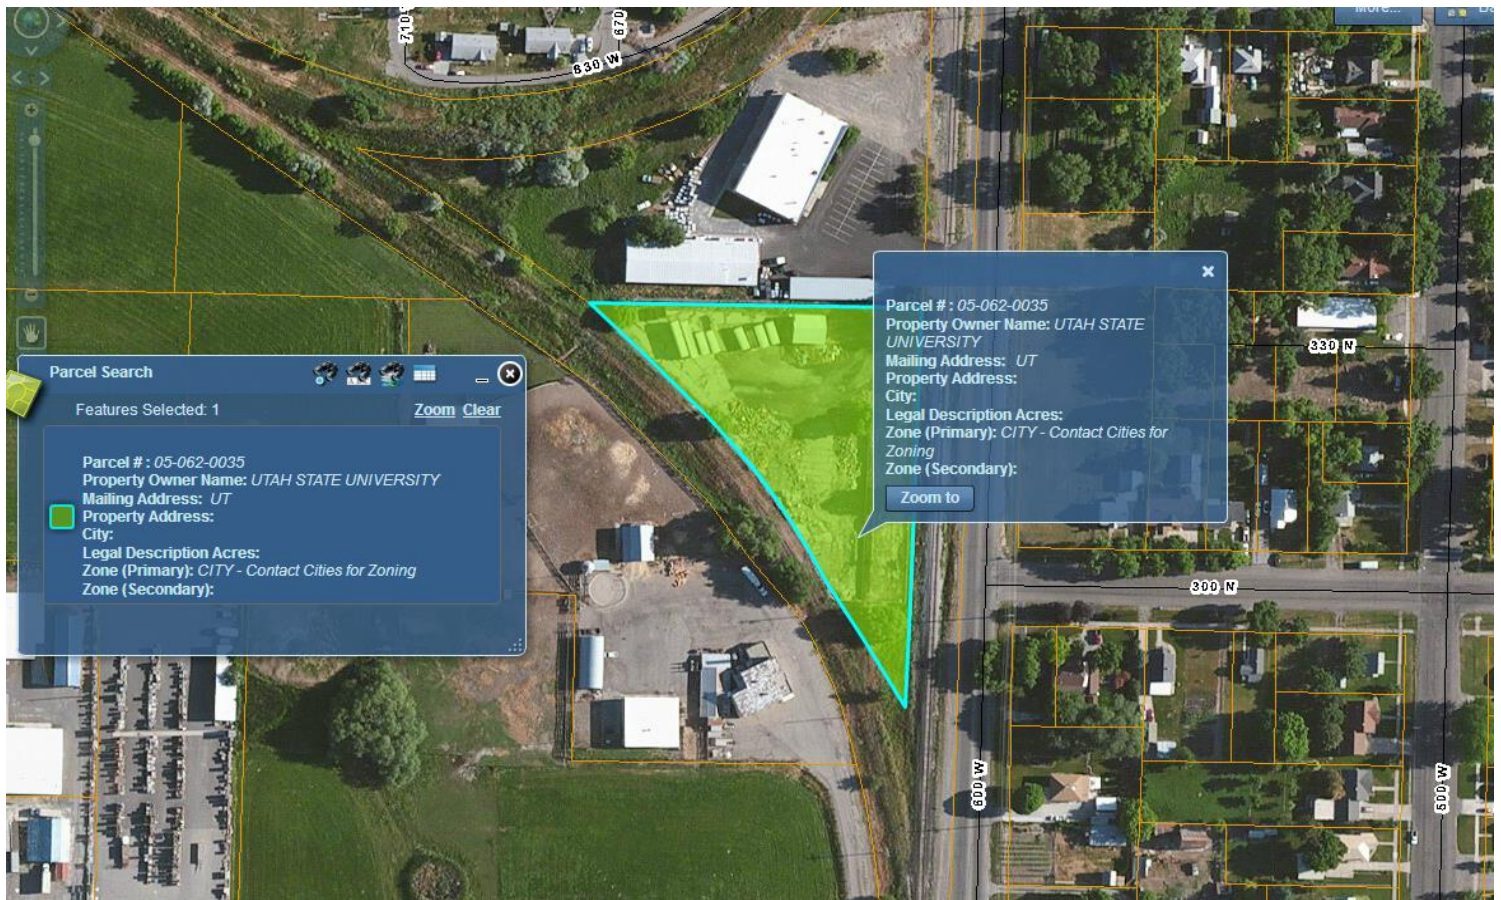 More...
710
670
830 W
Parcel # : 05-062-0035
Property Owner Name: UTAH STATE
UNIVERSITY
Mailing Address: UT
Property Address:
City:
Legal Description Acres:
Zone (Primary): CITY - Contact Cities for
Zoning
Zone (Secondary):
Zoom to
330 N
Parcel Search
Features Selected: 1 Zoom Clear
Parcel # : 05-062-0035
Property Owner Name: UTAH STATE UNIVERSITY
Mailing Address: UT
Property Address:
City:
Legal Description Acres:
Zone (Primary): CITY - Contact Cities for Zoning
Zone (Secondary):
300 N
600 W
500 W